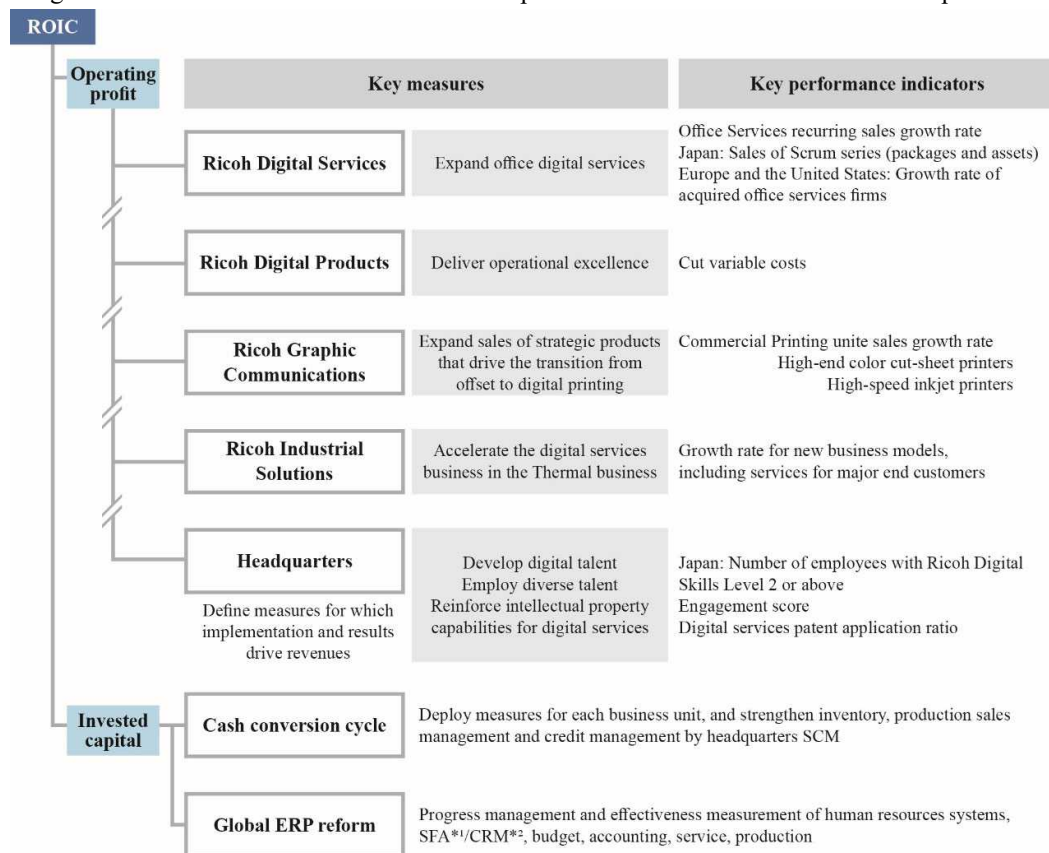 ROIC
Operating
profit
Key measures
Key performance indicators
Ricoh Digital Services
Expand office digital services
Office Services recurring sales growth rate
Japan: Sales of Scrum series (packages and assets)
Europe and the United States: Growth rate of
acquired office services firms
Ricoh Digital Products
Deliver operational excellence
Cut variable costs
Ricoh Graphic
Communications
Expand sales of strategic products
that drive the transition from
offset to digital printing
Commercial Printing unite sales growth rate
High-end color cut-sheet printers
High-speed inkjet printers
Ricoh Industrial
Solutions
Accelerate the digital services
business in the Thermal business
Growth rate for new business models,
including services for major end customers
Headquarters
Define measures for which
implementation and results
drive revenues
Develop digital talent
Employ diverse talent
Reinforce intellectual property
capabilities for digital services
Japan: Number of employees with Ricoh Digital
Skills Level 2 or above
Engagement score
Digital services patent application ratio
Invested
capital
Cash conversion cycle
Deploy measures for each business unit, and strengthen inventory, production sales
management and credit management by headquarters SCM
Global ERP reform
Progress management and effectiveness measurement of human resources systems,
SFA*¹/CRM*², budget, accounting, service, production